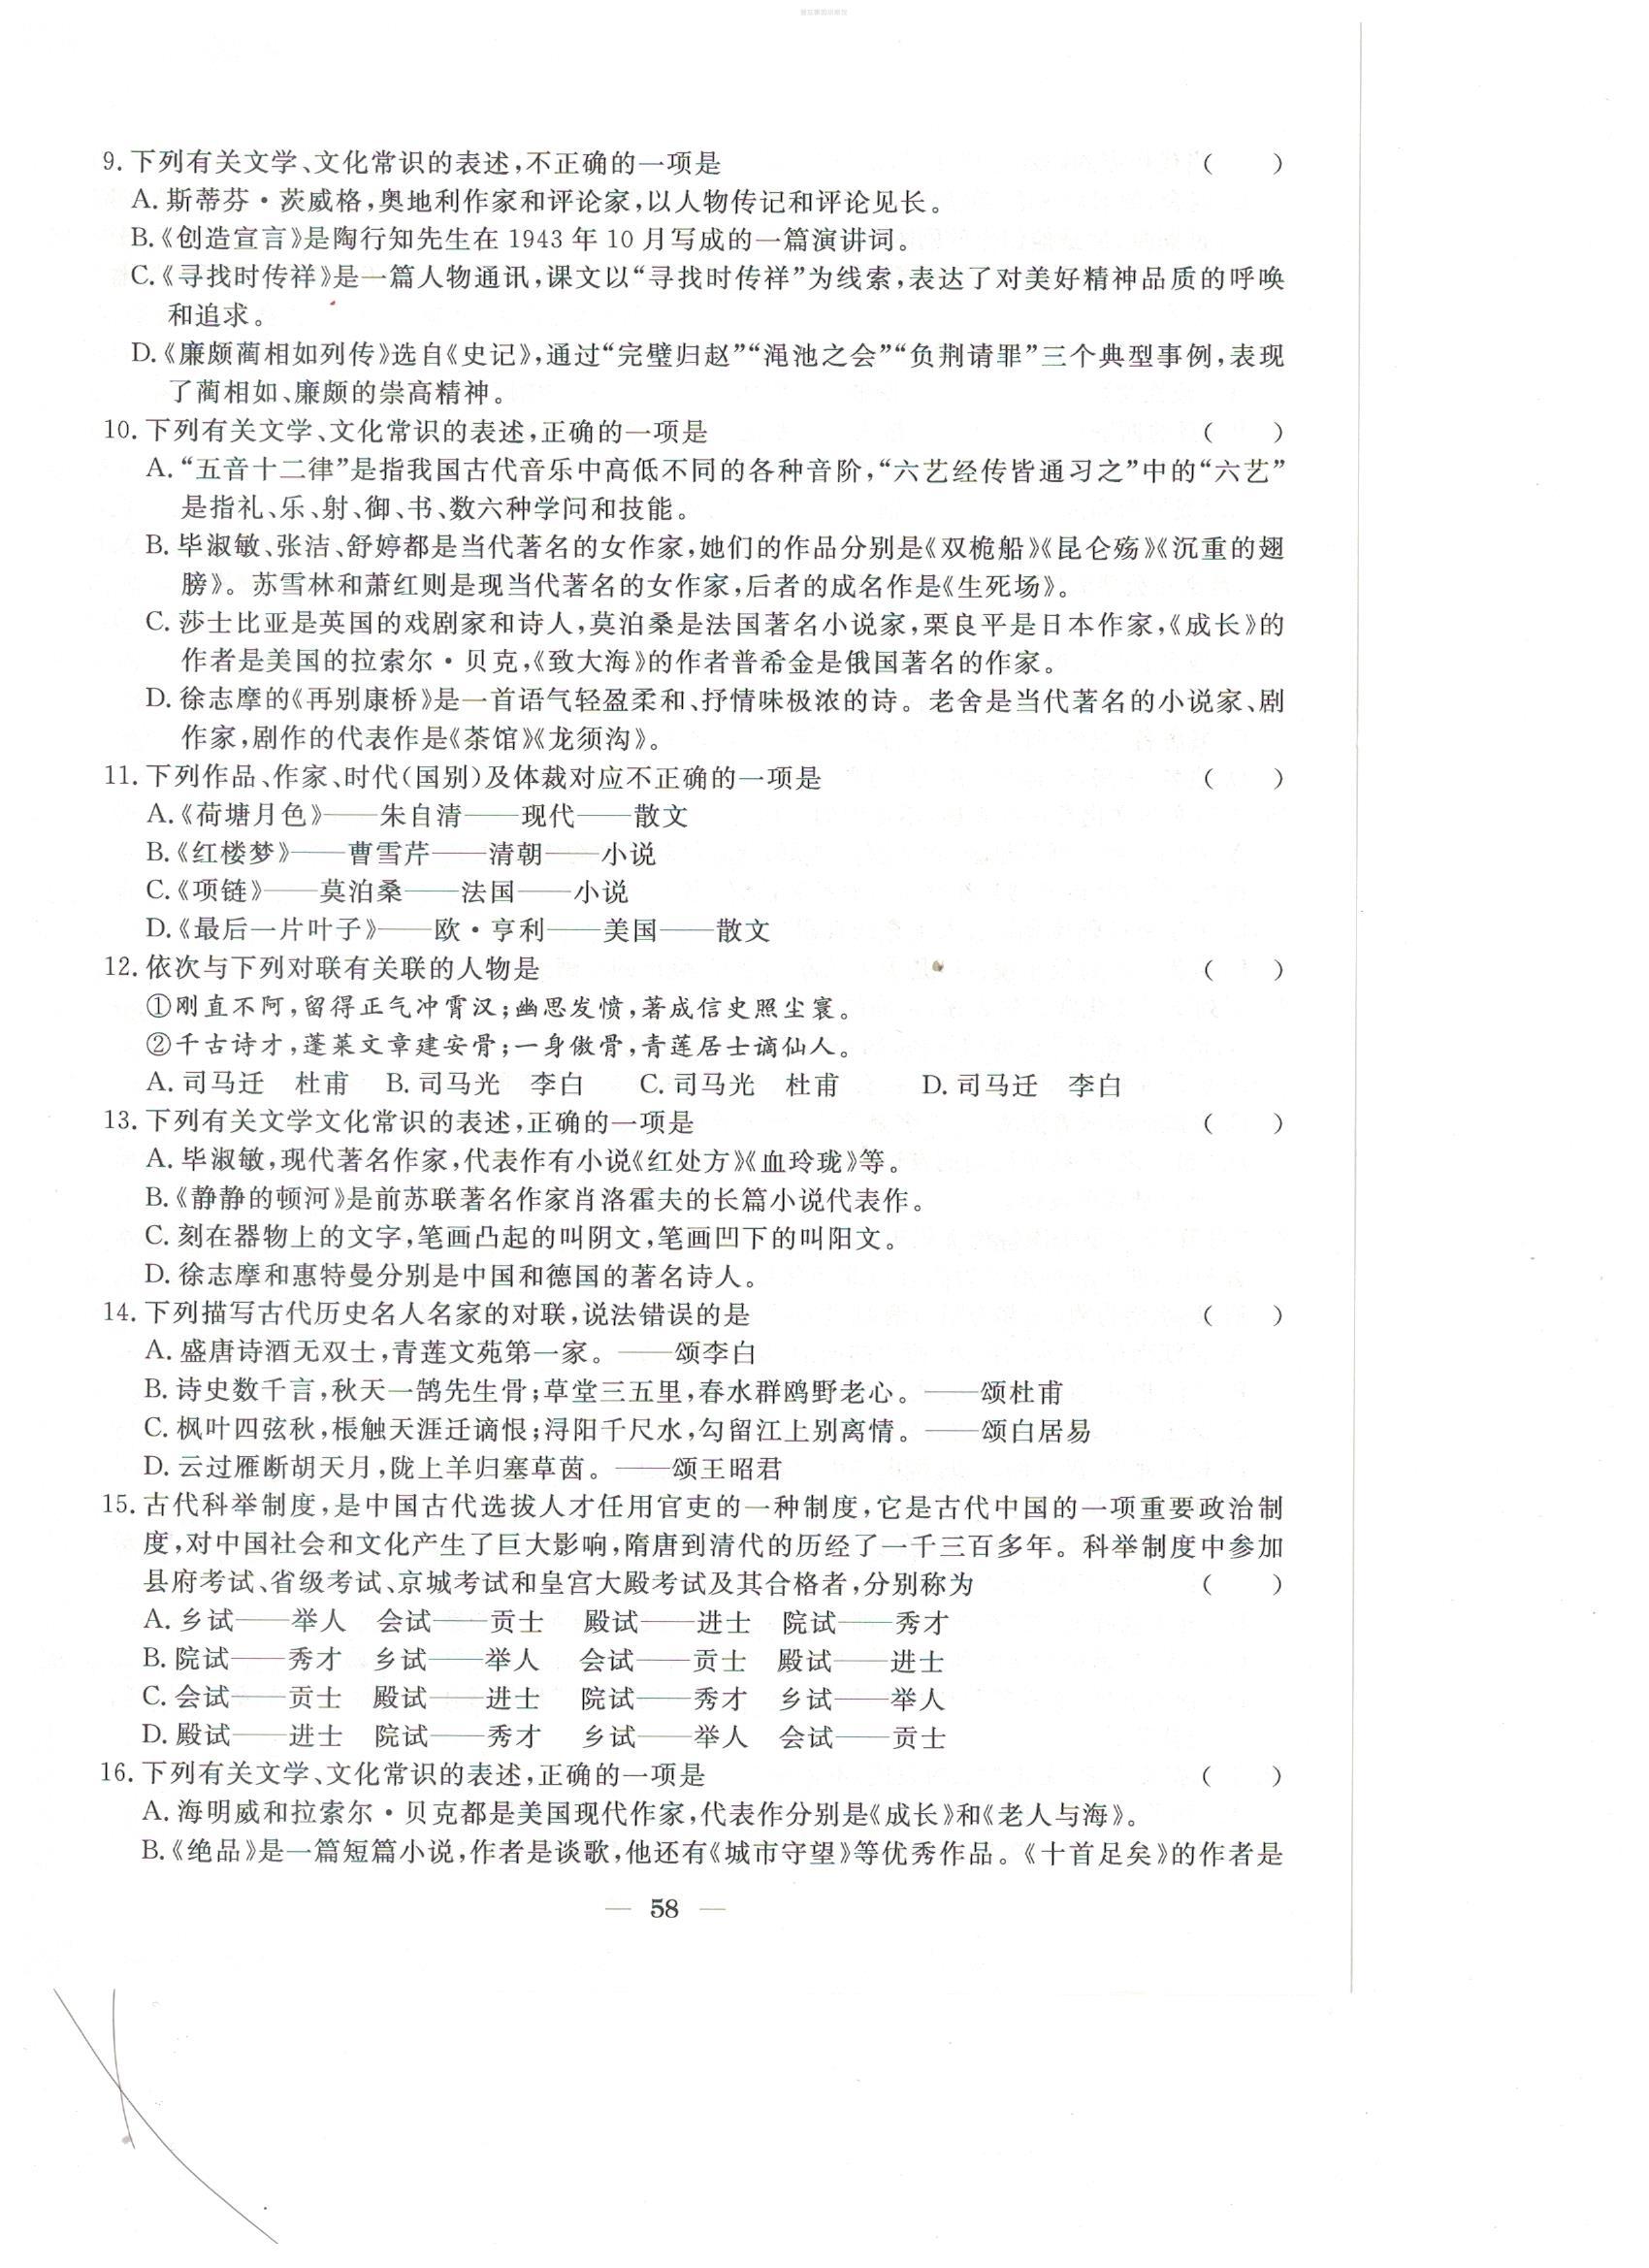 9. 下列有关文学、文化常识的表述,不正确的一项是 ( )
A. 斯蒂芬·茨威格,奥地利作家和评论家,以人物传记和评论见长。
B.《创造宣言》是陶行知先生在 1943 年 10 月写成的一篇演讲词。
C.《寻找时传祥》是一篇人物通讯,课文以“寻找时传祥”为线索,表达了对美好精神品质的呼唤
和追求。
D.《廉颇蔺相如列传》选自《史记》,通过“完璧归赵”“渑池之会”“负荆请罪”三个典型事例,表现
了蔺相如、廉颇的崇高精神。
10. 下列有关文学、文化常识的表述,正确的一项是 ( )
A. “五音十二律”是指我国古代音乐中高低不同的各种音阶,“六艺经传皆通习之”中的“六艺”
是指礼、乐、射、御、书、数六种学问和技能。
B. 毕淑敏、张洁、舒婷都是当代著名的女作家,她们的作品分别是《双桅船》《昆仑殇》《沉重的翅
膀》。苏雪林和萧红则是现当代著名的女作家,后者的成名作是《生死场》。
C. 莎士比亚是英国的戏剧家和诗人,莫泊桑是法国著名小说家,栗良平是日本作家,《成长》的
作者是美国的拉索尔·贝克,《致大海》的作者普希金是俄国著名的作家。
D. 徐志摩的《再别康桥》是一首语气轻盈柔和、抒情味极浓的诗。老舍是当代著名的小说家、剧
作家,剧作的代表作是《茶馆》《龙须沟》。
11. 下列作品、作家、时代(国别)及体裁对应不正确的一项是 ( )
A.《荷塘月色》——朱自清——现代——散文
B.《红楼梦》——曹雪芹——清朝——小说
C.《项链》——莫泊桑——法国——小说
D.《最后一片叶子》——欧·亨利——美国——散文
12. 依次与下列对联有关联的人物是 ( )
①刚直不阿,留得正气冲霄汉;幽思发愤,著成信史照尘寰。
②千古诗才,蓬莱文章建安骨;一身傲骨,青莲居士谪仙人。
A. 司马迁 杜甫 B. 司马光 李白 C. 司马光 杜甫 D. 司马迁 李白
13. 下列有关文学文化常识的表述,正确的一项是 ( )
A. 毕淑敏,现代著名作家,代表作有小说《红处方》《血玲珑》等。
B.《静静的顿河》是前苏联著名作家肖洛霍夫的长篇小说代表作。
C. 刻在器物上的文字,笔画凸起的叫阴文,笔画凹下的叫阳文。
D. 徐志摩和惠特曼分别是中国和德国的著名诗人。
14. 下列描写古代历史名人名家的对联,说法错误的是 ( )
A. 盛唐诗酒无双士,青莲文苑第一家。——颂李白
B. 诗史数千言,秋天一鹄先生骨;草堂三五里,春水群鸥野老心。——颂杜甫
C. 枫叶四弦秋,枨触天涯迁谪恨;浔阳千尺水,勾留江上别离情。——颂白居易
D. 云过雁断胡天月,陇上羊归塞草茵。——颂王昭君
15. 古代科举制度,是中国古代选拔人才任用官吏的一种制度,它是古代中国的一项重要政治制
度,对中国社会和文化产生了巨大影响,隋唐到清代的历经了一千三百多年。科举制度中参加
县府考试、省级考试、京城考试和皇宫大殿考试及其合格者,分别称为 ( )
A. 乡试——举人 会试——贡士 殿试——进士 院试——秀才
B. 院试——秀才 乡试——举人 会试——贡士 殿试——进士
C. 会试——贡士 殿试——进士 院试——秀才 乡试——举人
D. 殿试——进士 院试——秀才 乡试——举人 会试——贡士
16. 下列有关文学、文化常识的表述,正确的一项是 ( )
A. 海明威和拉索尔·贝克都是美国现代作家,代表作分别是《成长》和《老人与海》。
B.《绝品》是一篇短篇小说,作者是谈歌,他还有《城市守望》等优秀作品。《十首足矣》的作者是
— 58 —